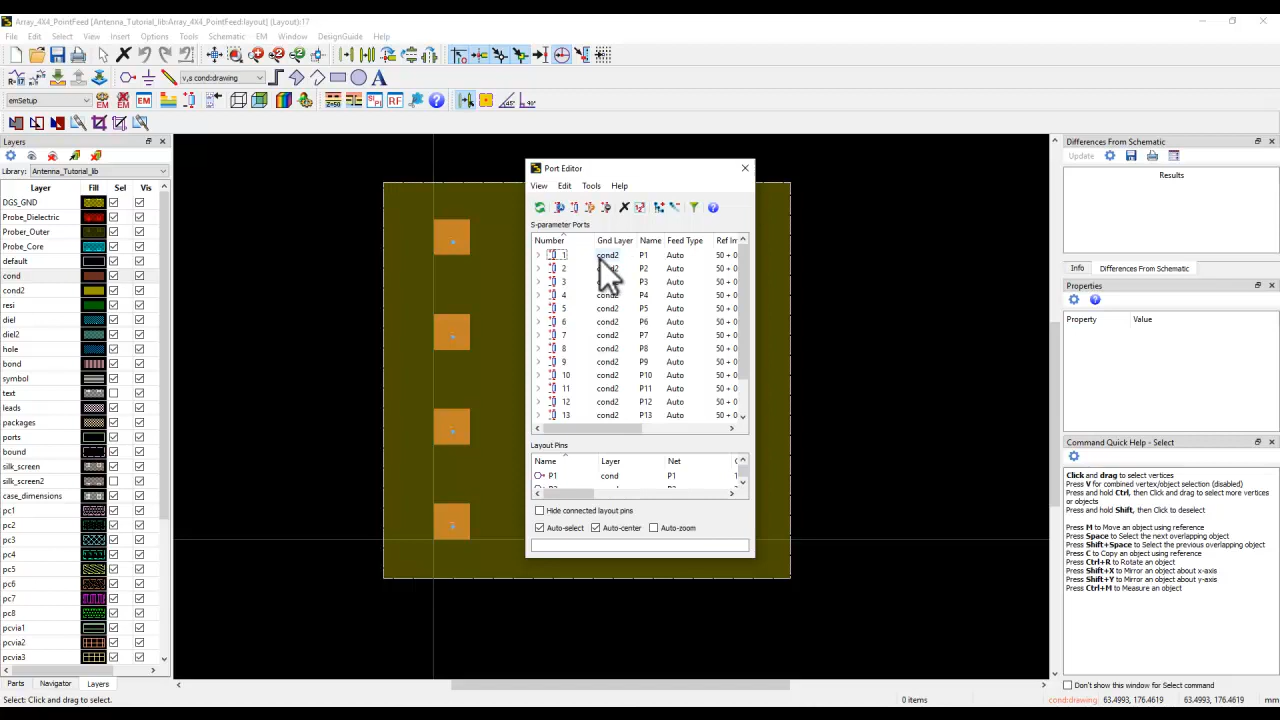 Array_4X4_PointFeed [Antenna_Tutorial_lib:Array_4X4_PointFeed:layout] (Layout):17
File Edit Select View Insert Options Tools Schematic EM Window DesignGuide Help
v,s cond:drawing
emSetup
EM
Layers
Library: Antenna_Tutorial_lib
Layer Fill Sel Vis
DGS_GND
Probe_Dielectric
Prober_Outer
Probe_Core
default
cond
cond2
resi
diel
diel2
hole
bond
symbol
text
leads
packages
ports
bound
silk_screen
silk_screen2
case_dimensions
pc1
pc2
pc3
pc4
pc5
pc6
pc7
pc8
pcvia1
pcvia2
pcvia3
Parts Navigator Layers
Select: Click and drag to select.
Port Editor
View Edit Tools Help
S-parameter Ports
Number Gnd Layer Name Feed Type Ref Im
1 cond2 P1 Auto 50 + 0
2 P2 Auto 50 + 0
3 P3 Auto 50 + 0
4 cond2 P4 Auto 50 + 0
5 cond2 P5 Auto 50 + 0
6 cond2 P6 Auto 50 + 0
7 cond2 P7 Auto 50 + 0
8 cond2 P8 Auto 50 + 0
9 cond2 P9 Auto 50 + 0
10 cond2 P10 Auto 50 + 0
11 cond2 P11 Auto 50 + 0
12 cond2 P12 Auto 50 + 0
13 cond2 P13 Auto 50 + 0
Layout Pins
Name Layer Net
P1 cond P1
Hide connected layout pins
Auto-select Auto-center Auto-zoom
Differences From Schematic
Update
Results
Info Differences From Schematic
Properties
Property Value
Command Quick Help - Select
Click and drag to select vertices
Press V for combined vertex/object selection (disabled)
Press and hold Ctrl, then Click and drag to select more vertices
or objects
Press and hold Shift, then Click to deselect
Press M to Move an object using reference
Press Space to Select the next overlapping object
Press Shift+Space to Select the previous overlapping object
Press C to Copy an object using reference
Press Ctrl+R to Rotate an object
Press Shift+X to Mirror an object about x-axis
Press Shift+Y to Mirror an object about y-axis
Press Ctrl+M to Measure an object
Don't show this window for Select command
0 items cond:drawing 63.4993, 176.4619 63.4993, 176.4619 mm